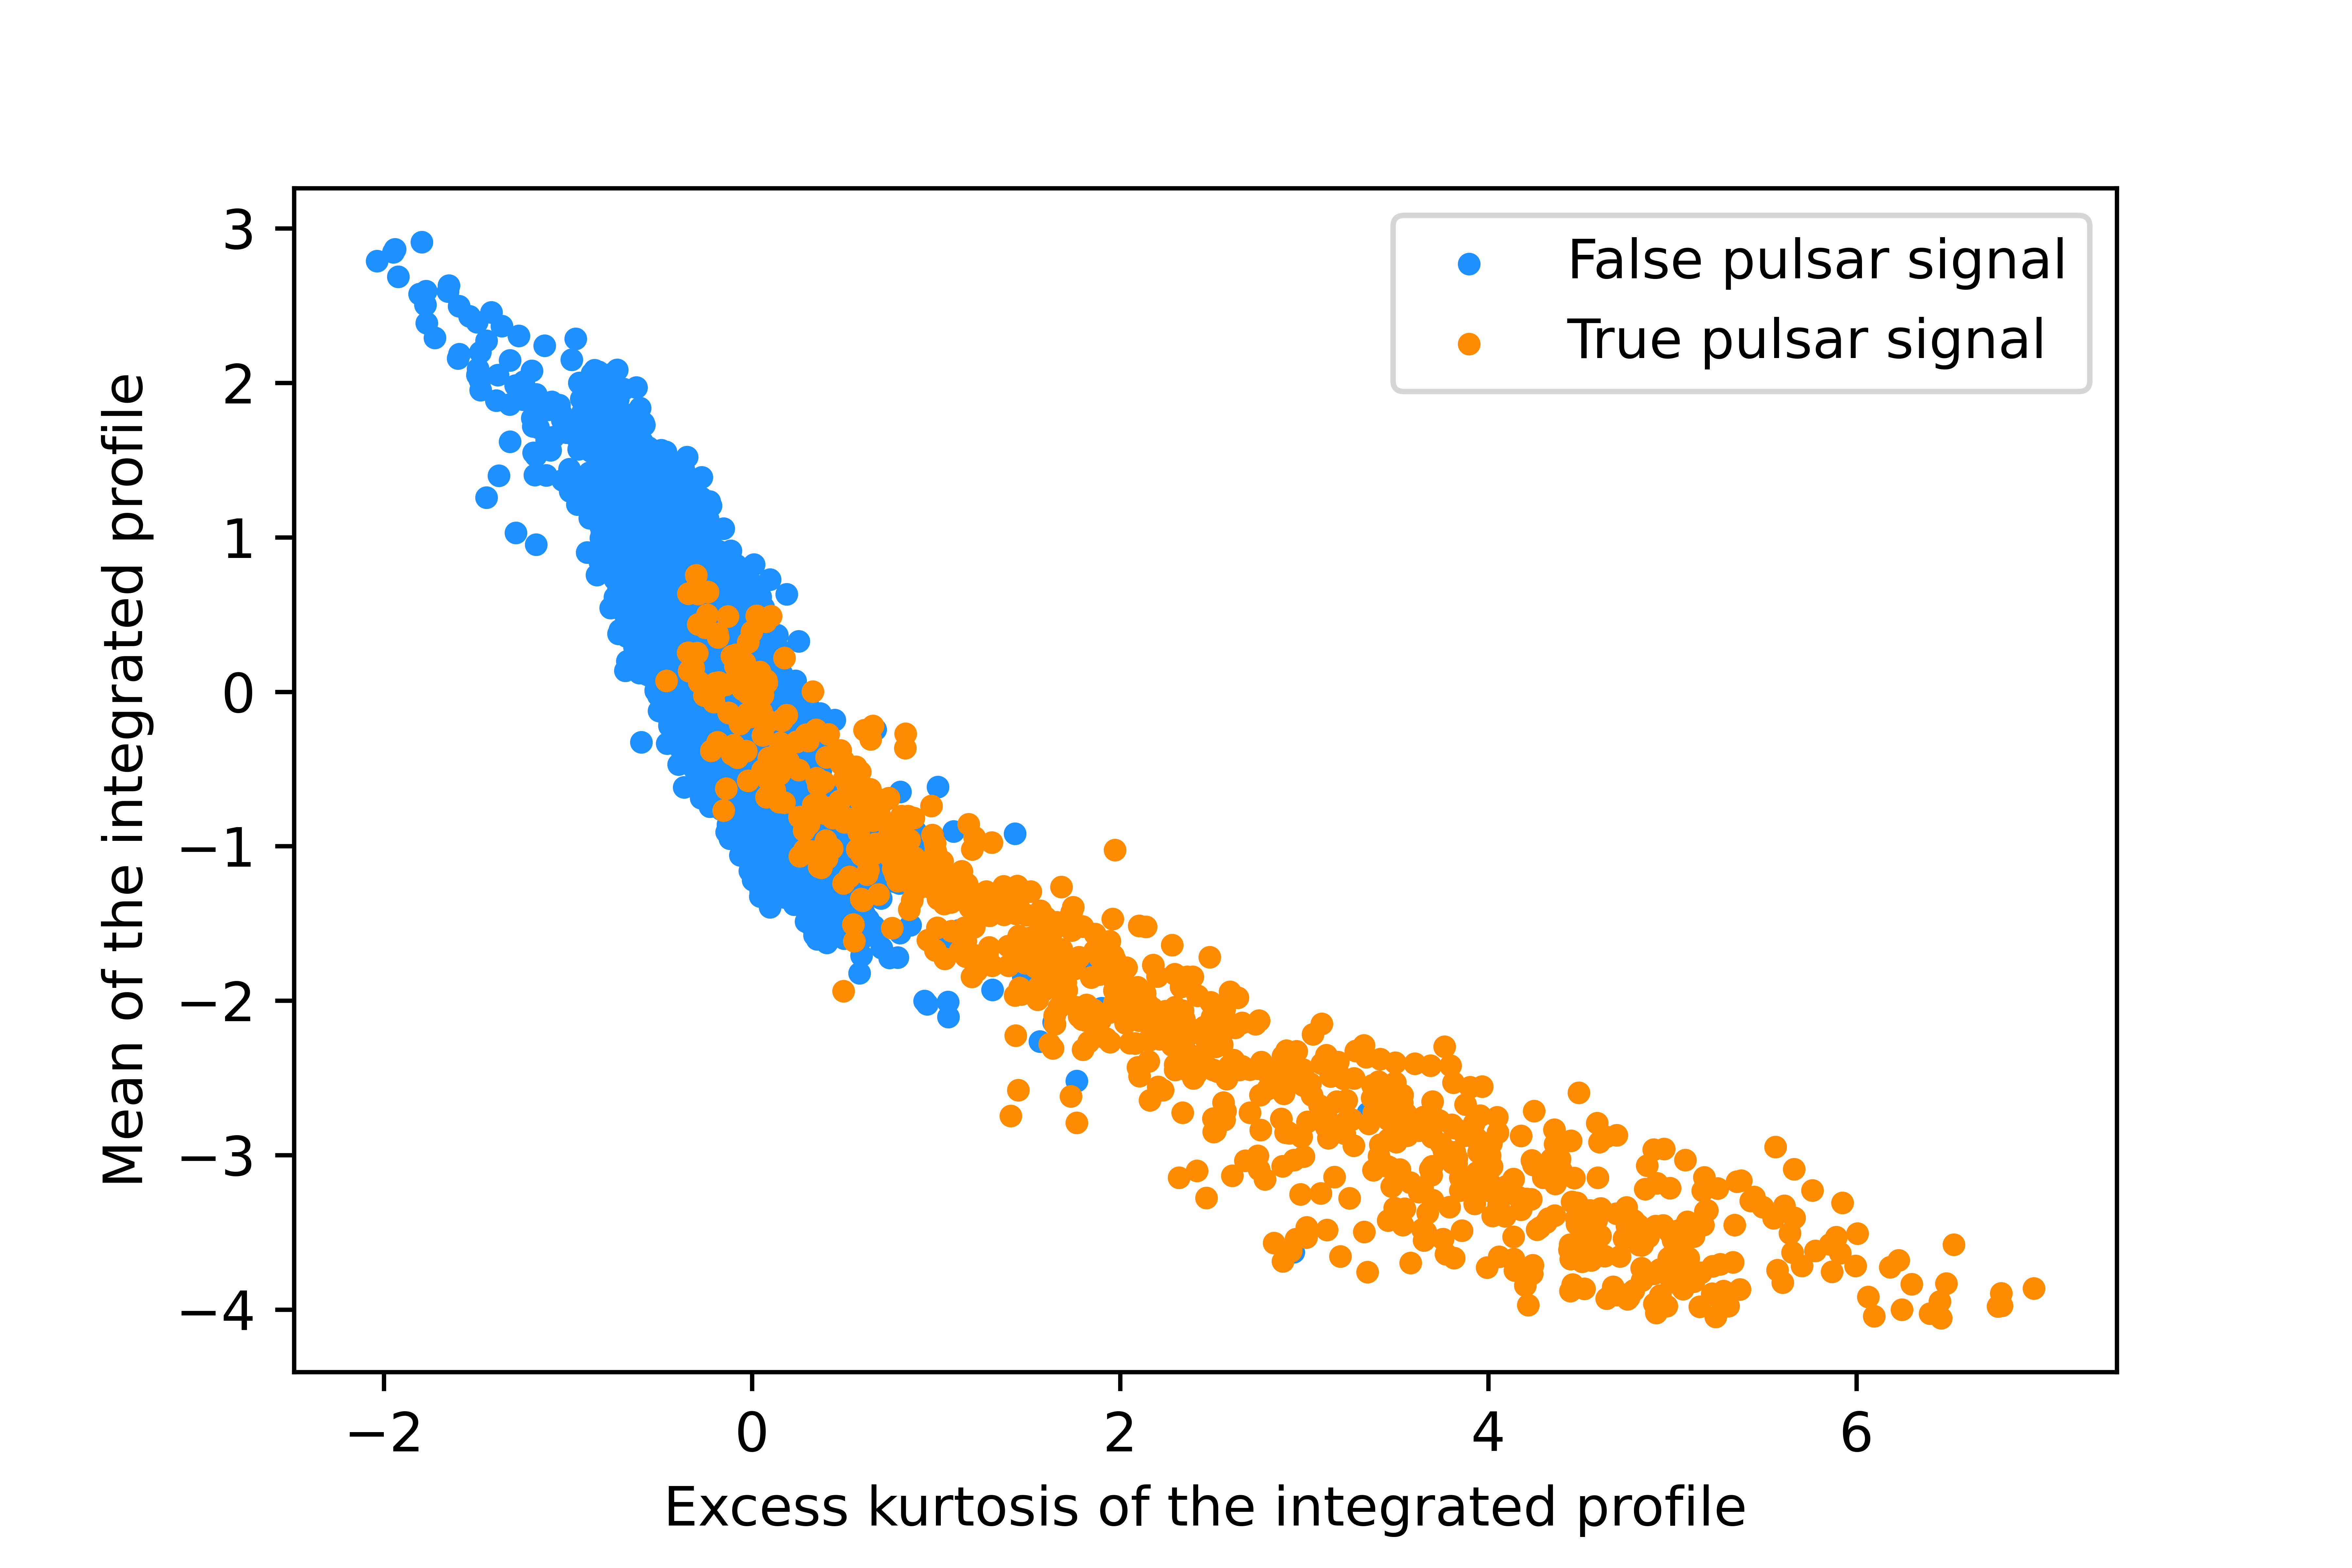 False pulsar signal
True pulsar signal
3
2
1
0
−1
−2
−3
−4
Mean of the integrated profile
−2 0 2 4 6
Excess kurtosis of the integrated profile